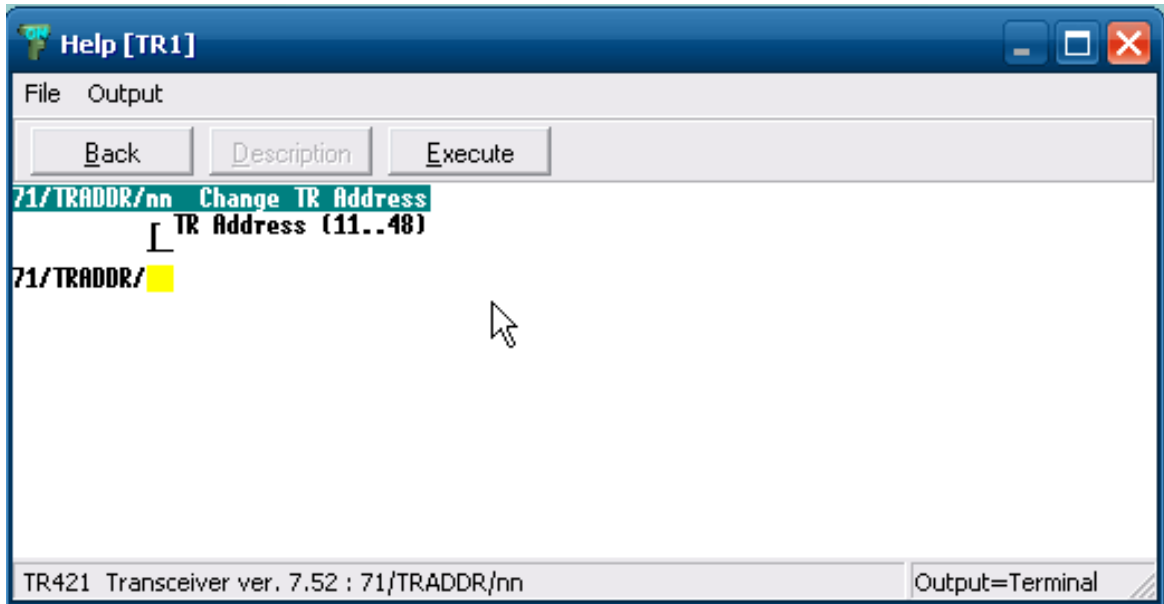 Help [TR1]
File Output
Back Description Execute
71/TRADDR/nn Change TR Address
TR Address (11..48)
71/TRADDR/
TR421 Transceiver ver. 7.52 : 71/TRADDR/nn Output=Terminal